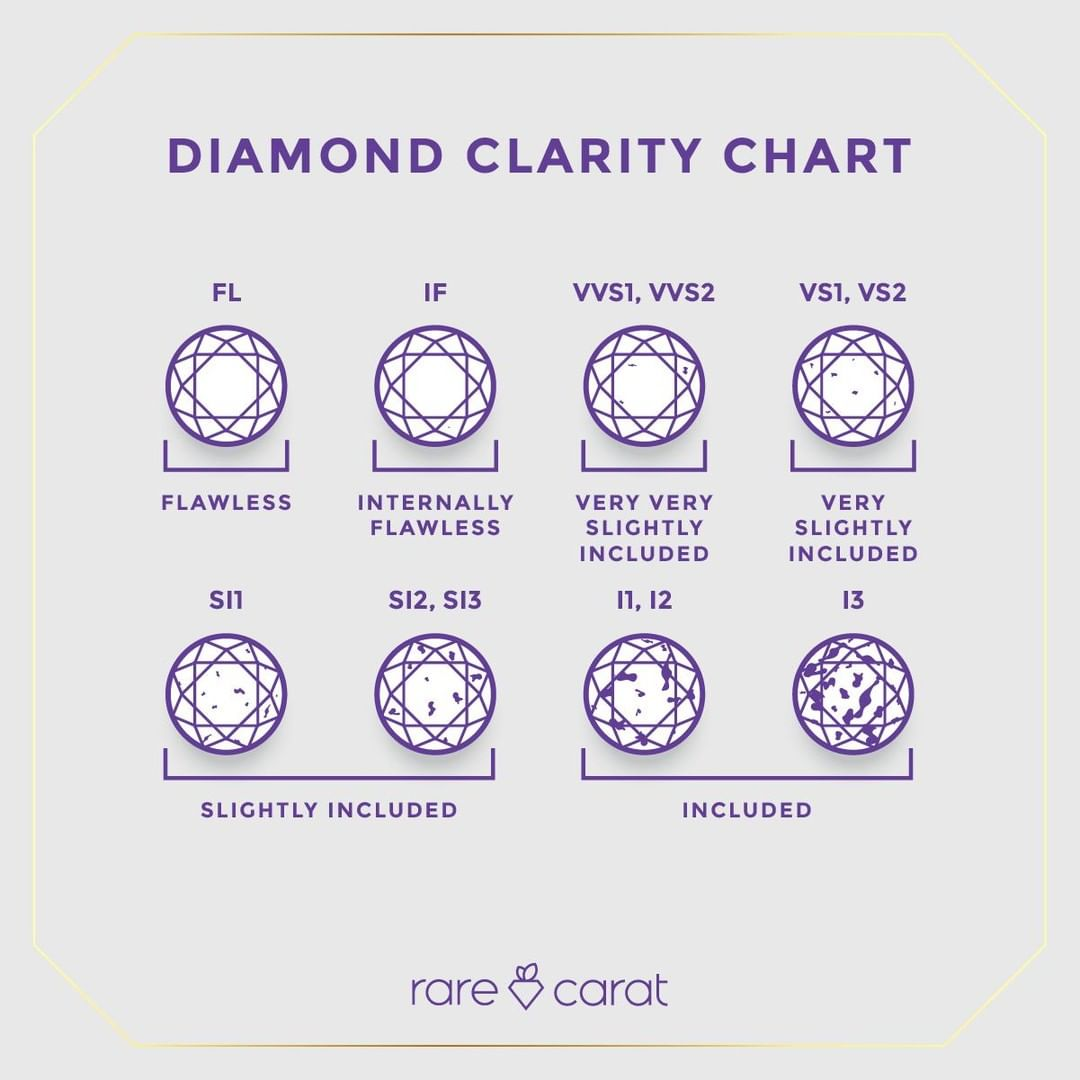 DIAMOND CLARITY CHART
FL
IF
VVS1, VVS2
VS1, VS2
FLAWLESS
INTERNALLY
FLAWLESS
VERY VERY
SLIGHTLY
INCLUDED
VERY
SLIGHTLY
INCLUDED
SI1
SI2, SI3
I1, I2
I3
SLIGHTLY INCLUDED
INCLUDED
rare carat